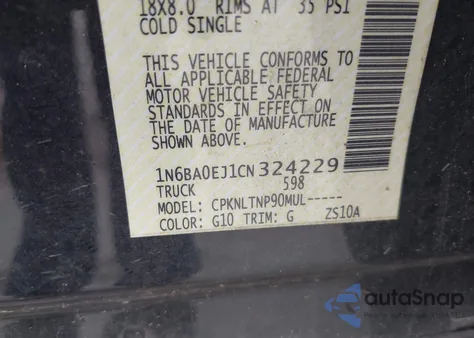 18X8.0 RIMS AT 35 PSI
COLD SINGLE
THIS VEHICLE CONFORMS TO
ALL APPLICABLE FEDERAL
MOTOR VEHICLE SAFETY
STANDARDS IN EFFECT ON
THE DATE OF MANUFACTURE
SHOWN ABOVE.
1N6BA0EJ1CN324229
TRUCK 598
MODEL: CPKNLTNP90MUL-----
COLOR: G10 TRIM: G ZS10A
autoSnap